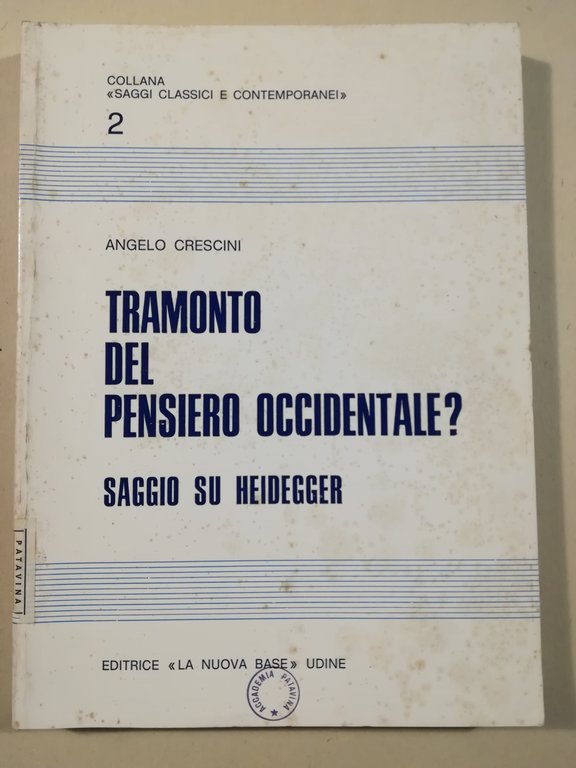 COLLANA
«SAGGI CLASSICI E CONTEMPORANEI»
2
ANGELO CRESCINI
TRAMONTO
DEL
PENSIERO OCCIDENTALE?
SAGGIO SU HEIDEGGER
PATAVINA
EDITRICE «LA NUOVA BASE» UDINE
ACCADEMIA PATAVINA ★